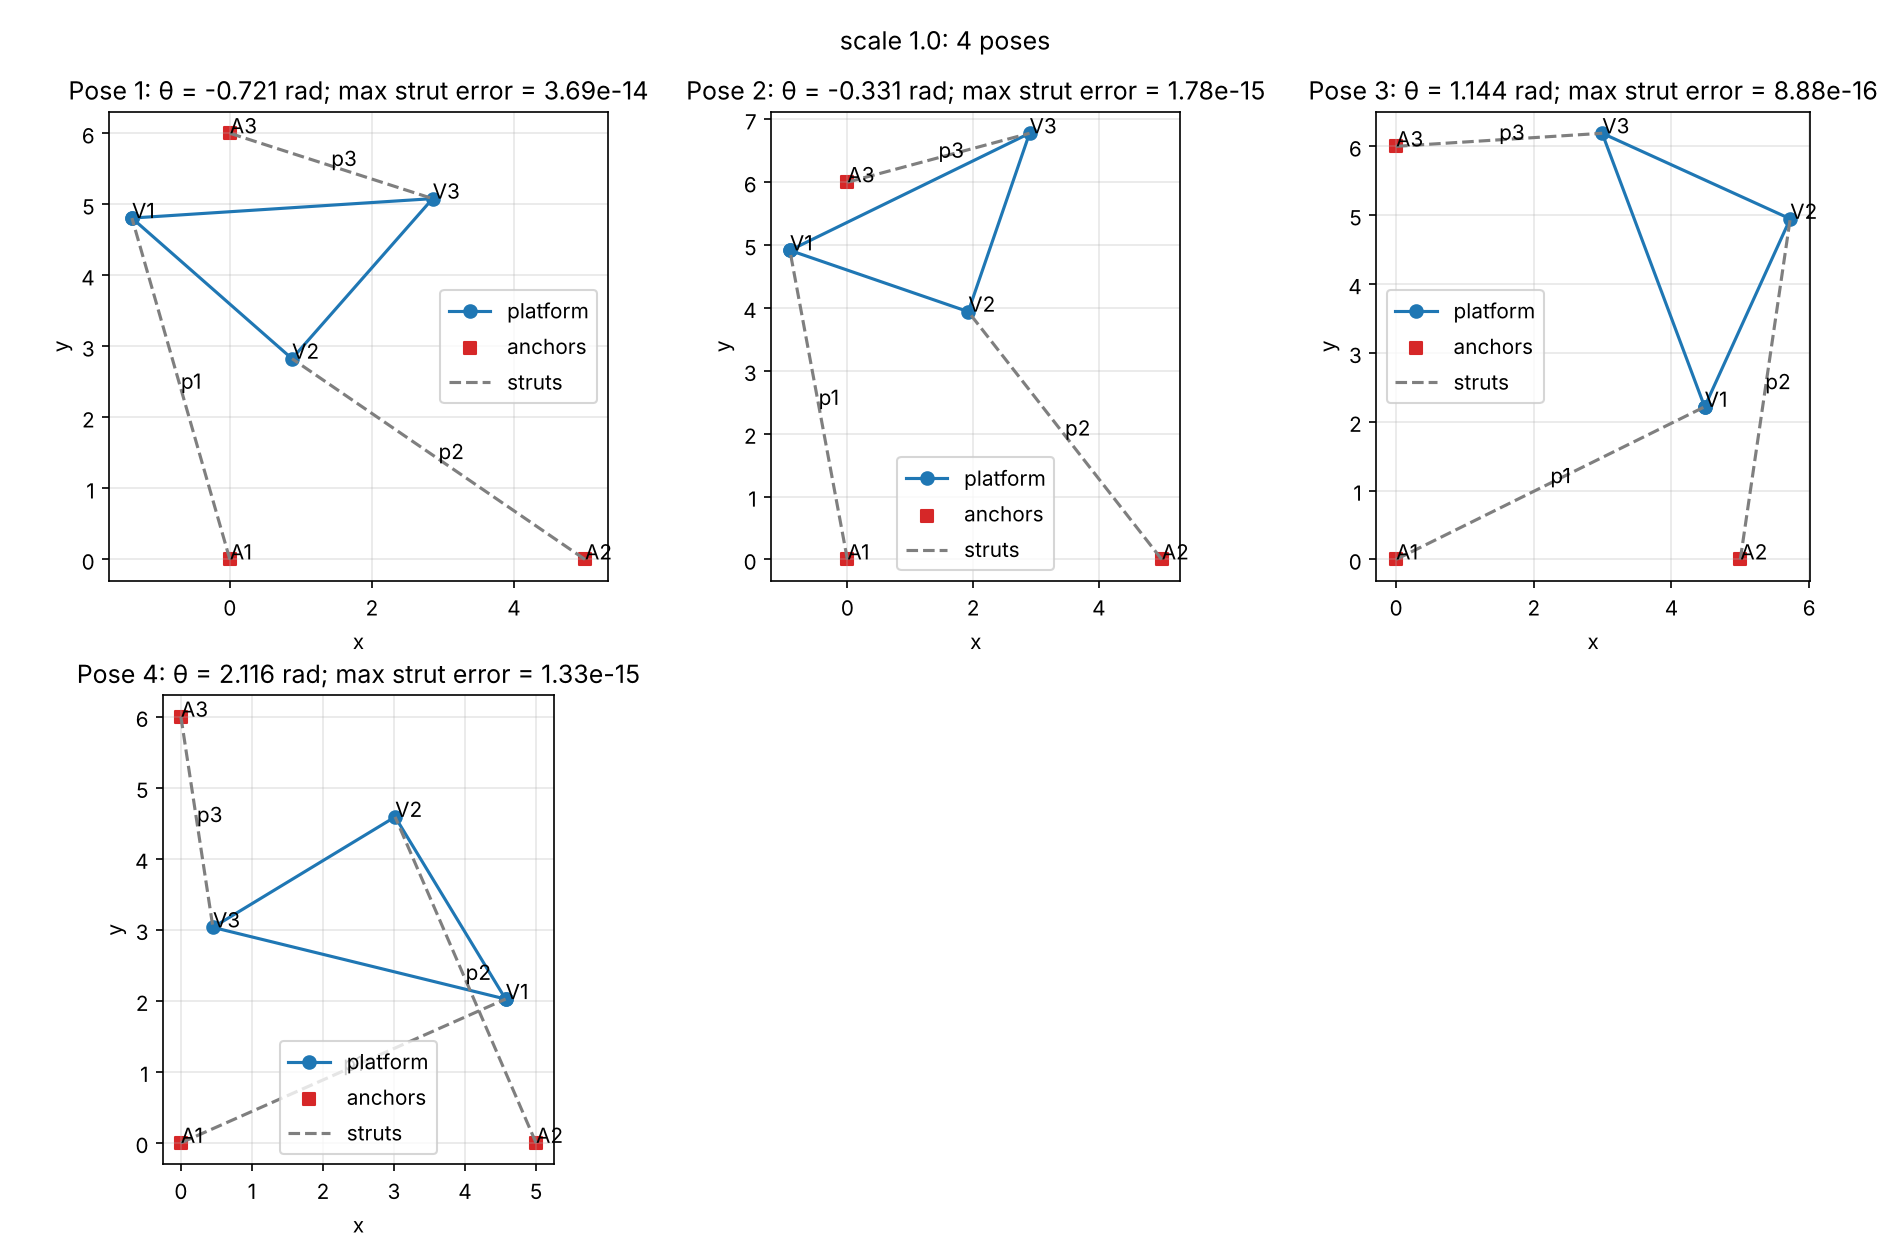 scale 1.0: 4 poses
Pose 1: θ = -0.721 rad; max strut error = 3.69e-14
6
5
4
3
2
1
0
y
A3
p3
V1
V3
V2
p1
p2
A1
A2
platform
anchors
struts
0
2
4
x
Pose 2: θ = -0.331 rad; max strut error = 1.78e-15
7
6
5
4
3
2
1
0
y
V3
p3
A3
V1
V2
p1
p2
A1
A2
platform
anchors
struts
0
2
4
x
Pose 3: θ = 1.144 rad; max strut error = 8.88e-16
6
5
4
3
2
1
0
y
A3
p3
V3
V2
V1
p2
p1
A1
A2
platform
anchors
struts
0
2
4
6
x
Pose 4: θ = 2.116 rad; max strut error = 1.33e-15
6
5
4
3
2
1
0
y
A3
p3
V2
V3
p2
V1
A1
A2
platform
anchors
struts
0
1
2
3
4
5
x